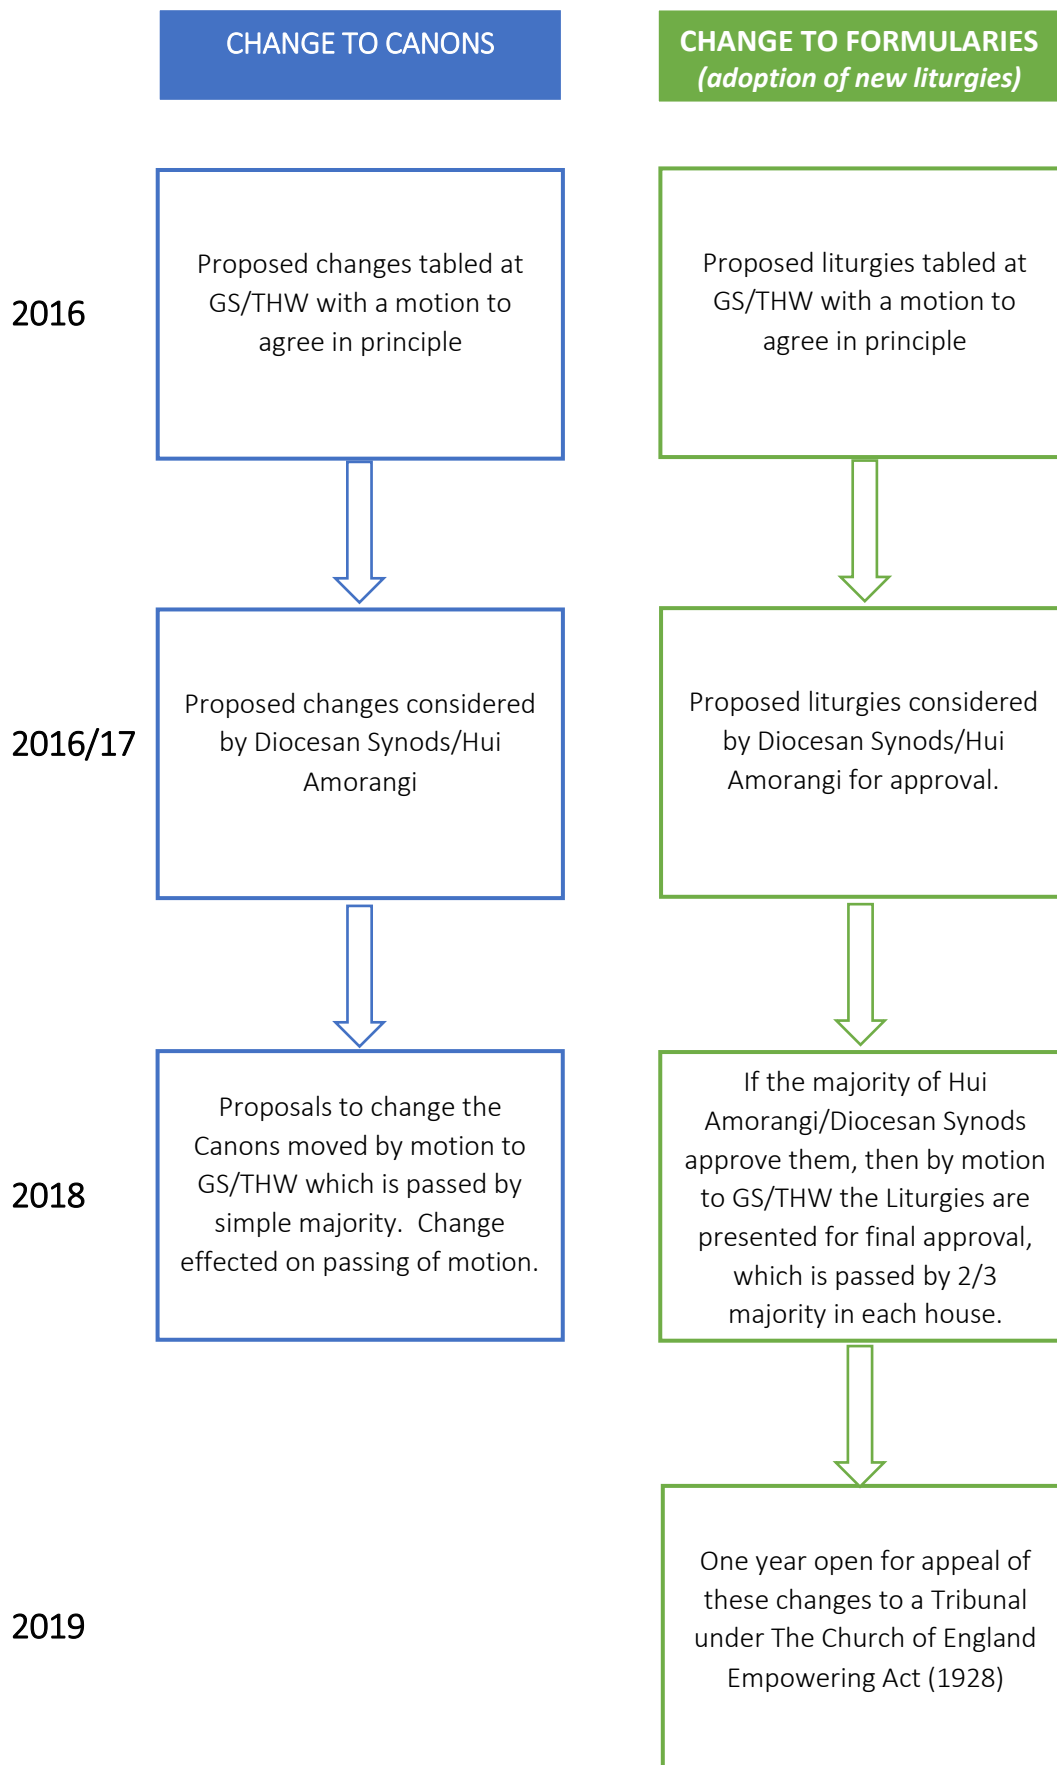 CHANGE TO CANONS
CHANGE TO FORMULARIES
(adoption of new liturgies)
2016
Proposed changes tabled at
GS/THW with a motion to
agree in principle
Proposed liturgies tabled at
GS/THW with a motion to
agree in principle
2016/17
Proposed changes considered
by Diocesan Synods/Hui
Amorangi
Proposed liturgies considered
by Diocesan Synods/Hui
Amorangi for approval.
2018
Proposals to change the
Canons moved by motion to
GS/THW which is passed by
simple majority.  Change
effected on passing of motion.
If the majority of Hui
Amorangi/Diocesan Synods
approve them, then by motion
to GS/THW the Liturgies are
presented for final approval,
which is passed by 2/3
majority in each house.
2019
One year open for appeal of
these changes to a Tribunal
under The Church of England
Empowering Act (1928)